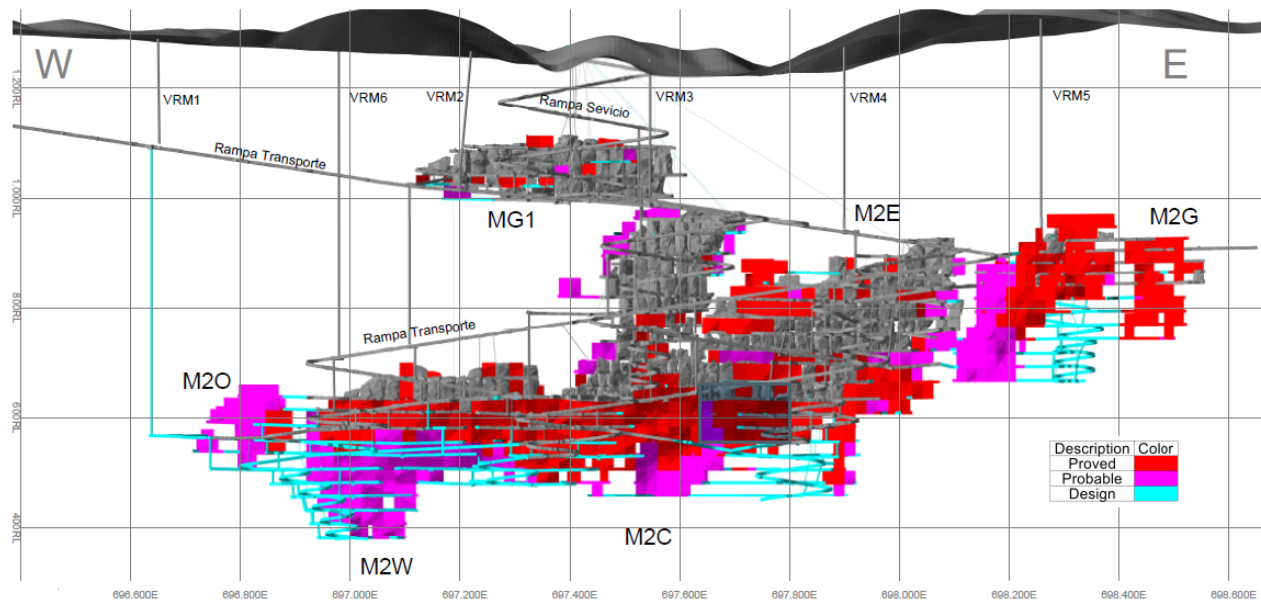 W
E
VRM1
VRM6
VRM2
Rampa Sevicio
VRM3
VRM4
VRM5
1.200RL
Rampa Transporte
1.000RL
MG1
M2E
M2G
800RL
Rampa Transporte
M2O
600RL
Description Color
Proved
Probable
Design
400RL
M2C
M2W
696.600E 696.800E 697.000E 697.200E 697.400E 697.600E 697.800E 698.000E 698.200E 698.400E 698.600E